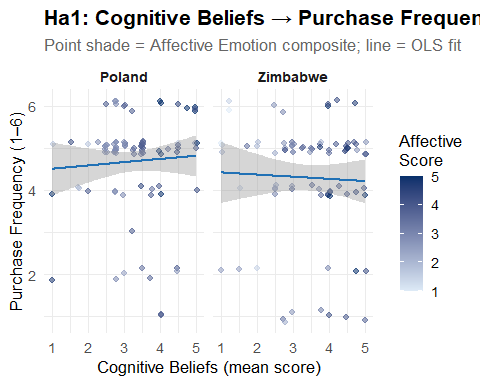 Ha1: Cognitive Beliefs → Purchase Frequen
Point shade = Affective Emotion composite; line = OLS fit
Poland
Zimbabwe
Purchase Frequency (1–6)
6
4
2
1 2 3 4 5
1 2 3 4 5
Cognitive Beliefs (mean score)
Affective
Score
5
4
3
2
1